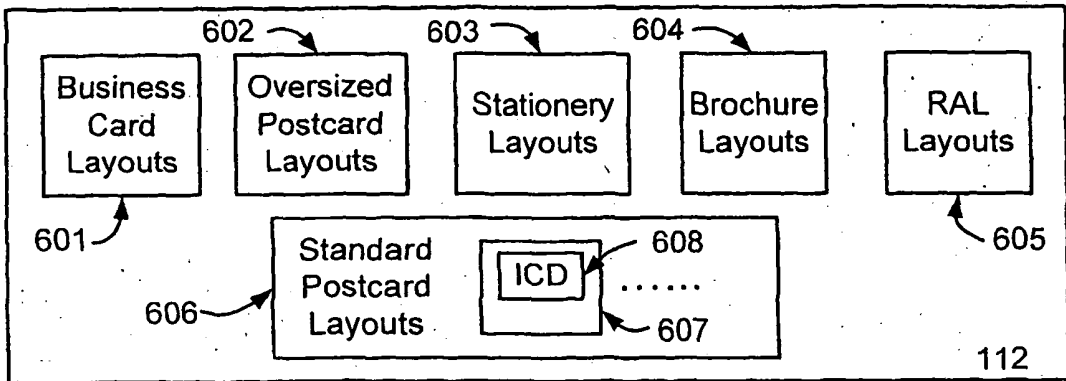 602
603
604
Business
Card
Layouts
Oversized
Postcard
Layouts
Stationery
Layouts
Brochure
Layouts
RAL
Layouts
601
605
Standard
Postcard
Layouts
ICD
......
608
606
607
112